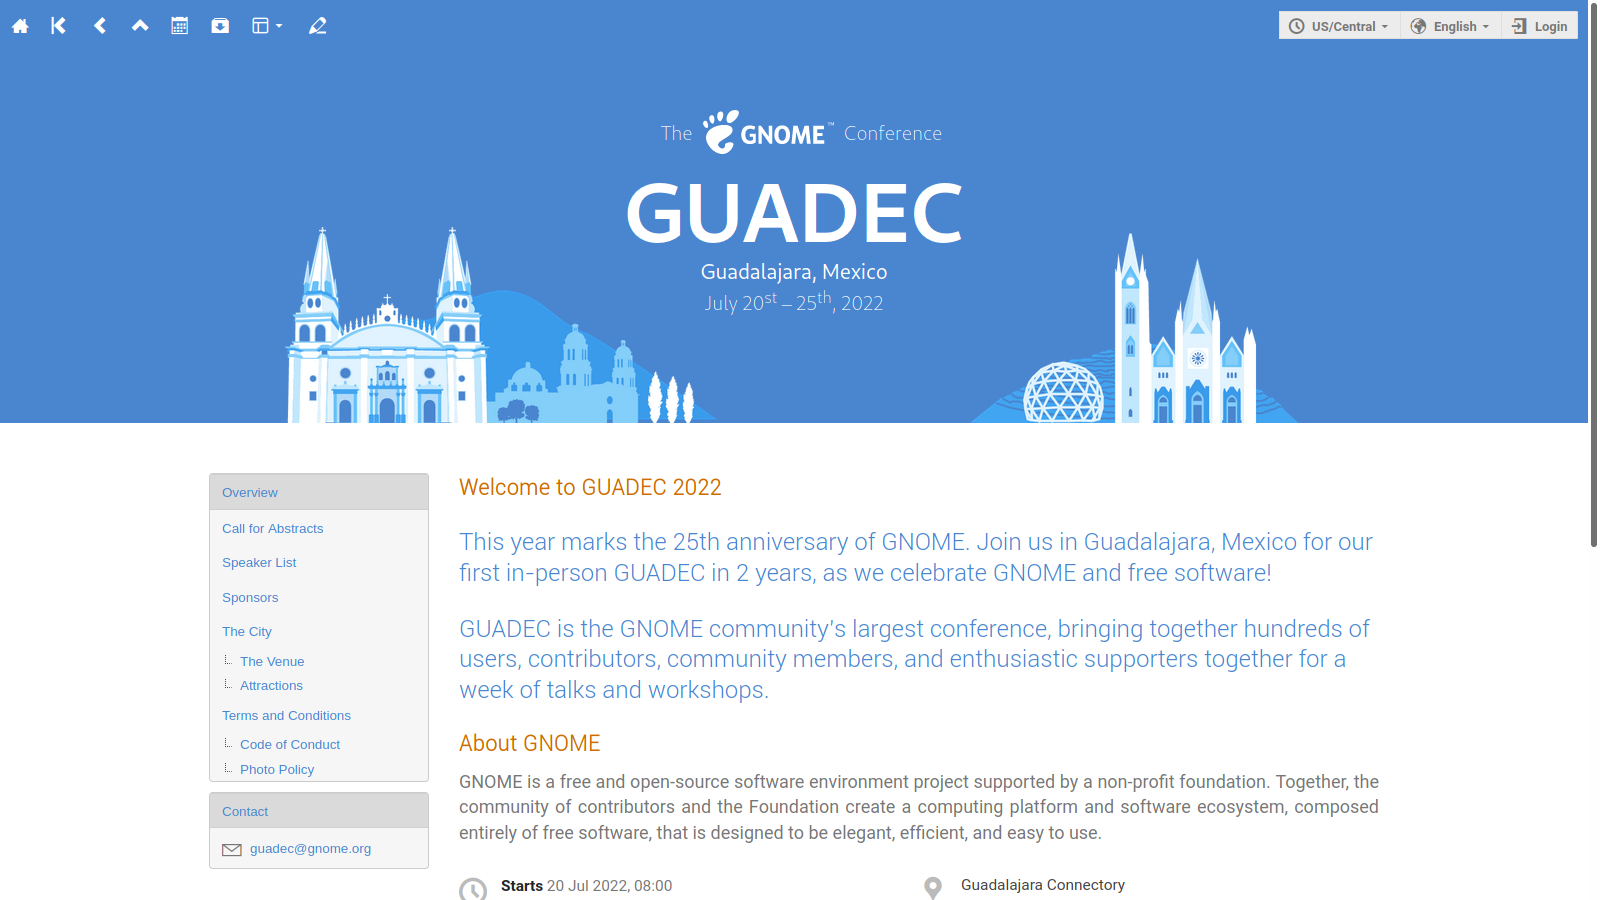 US/Central
English
Login
The GNOME™ Conference
GUADEC
Guadalajara, Mexico
July 20st – 25th, 2022
Overview
Call for Abstracts
Speaker List
Sponsors
The City
The Venue
Attractions
Terms and Conditions
Code of Conduct
Photo Policy
Contact
guadec@gnome.org
Welcome to GUADEC 2022
This year marks the 25th anniversary of GNOME. Join us in Guadalajara, Mexico for our
first in-person GUADEC in 2 years, as we celebrate GNOME and free software!
GUADEC is the GNOME community's largest conference, bringing together hundreds of
users, contributors, community members, and enthusiastic supporters together for a
week of talks and workshops.
About GNOME
GNOME is a free and open-source software environment project supported by a non-profit foundation. Together, the
community of contributors and the Foundation create a computing platform and software ecosystem, composed
entirely of free software, that is designed to be elegant, efficient, and easy to use.
Starts 20 Jul 2022, 08:00
Guadalajara Connectory